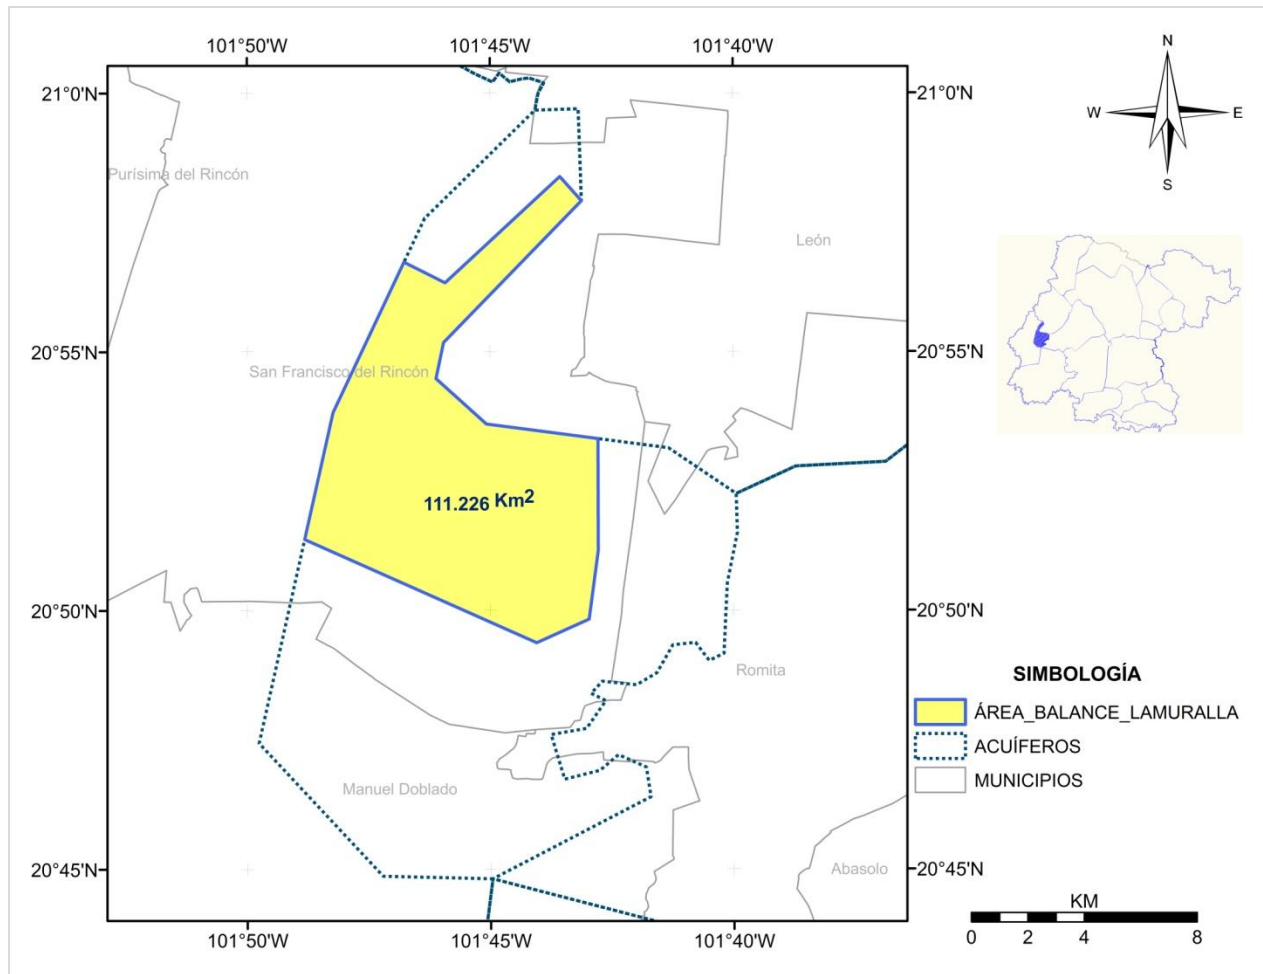 101°50'W 101°45'W 101°40'W
N
21°0'N 21°0'N
W E
S
Purísima del Rincón
León
20°55'N 20°55'N
San Francisco del Rincón
111.226 Km2
20°50'N 20°50'N
Romita
SIMBOLOGÍA
ÁREA_BALANCE_LAMURALLA
ACUÍFEROS
MUNICIPIOS
Manuel Doblado
Abasolo
20°45'N 20°45'N
KM
0 2 4 8
101°50'W 101°45'W 101°40'W